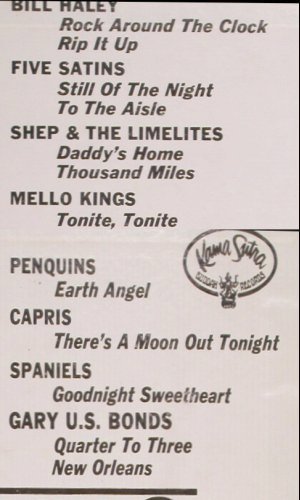 BILL HALEY
Rock Around The Clock
Rip It Up
FIVE SATINS
Still Of The Night
To The Aisle
SHEP & THE LIMELITES
Daddy's Home
Thousand Miles
MELLO KINGS
Tonite, Tonite
Kama Sutra
BUDDAH RECORDS
PENQUINS
Earth Angel
CAPRIS
There's A Moon Out Tonight
SPANIELS
Goodnight Sweetheart
GARY U.S. BONDS
Quarter To Three
New Orleans